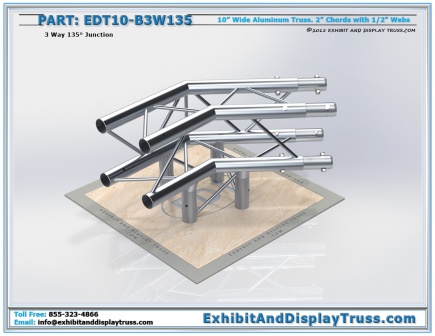 PART: EDT10-B3W135
10" Wide Aluminum Truss. 2" Chords with 1/2" Webs
3 Way 135° Junction
©2012 EXHIBIT AND DISPLAY TRUSS.COM
Toll Free: 855-323-4866
Email: info@exhibitanddisplaytruss.com
ExhibitAndDisplayTruss.com